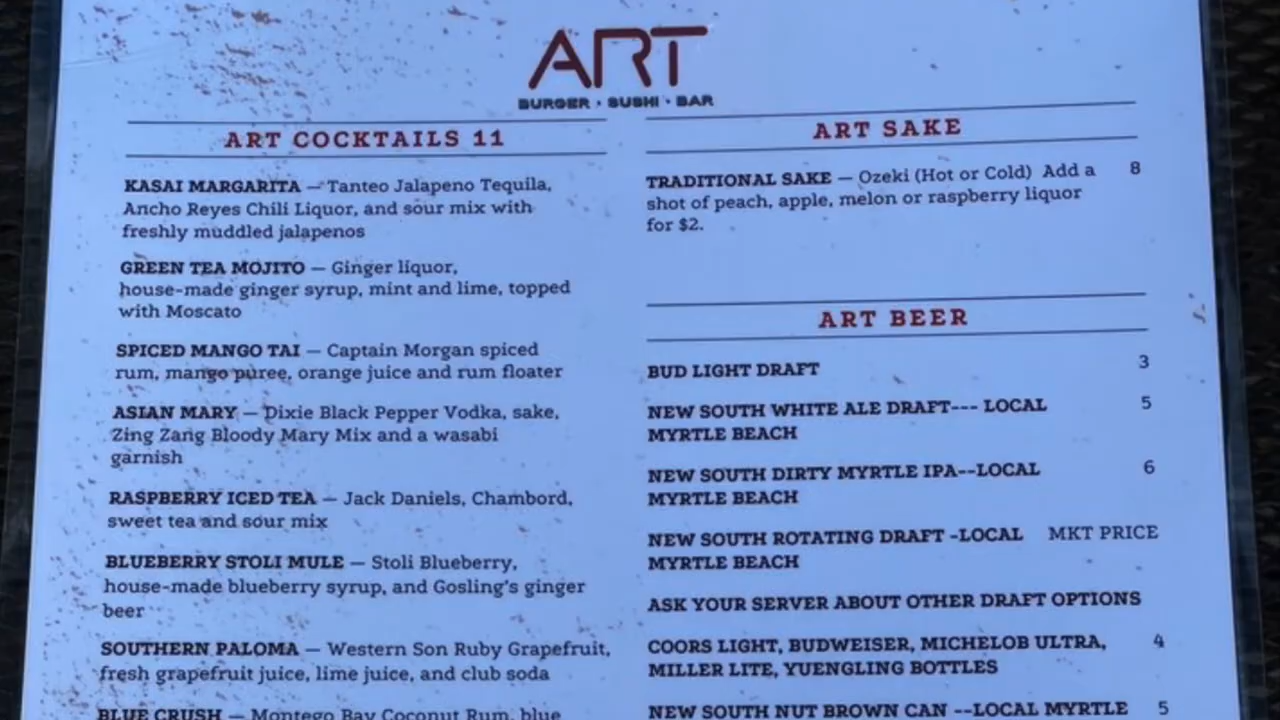 ART
BURGER • SUSHI • BAR
ART COCKTAILS 11
KASAI MARGARITA — Tanteo Jalapeno Tequila,
Ancho Reyes Chili Liquor, and sour mix with
freshly muddled jalapenos
GREEN TEA MOJITO — Ginger liquor,
house-made ginger syrup, mint and lime, topped
with Moscato
SPICED MANGO TAI — Captain Morgan spiced
rum, mango puree, orange juice and rum floater
ASIAN MARY — Dixie Black Pepper Vodka, sake,
Zing Zang Bloody Mary Mix and a wasabi
garnish
RASPBERRY ICED TEA — Jack Daniels, Chambord,
sweet tea and sour mix
BLUEBERRY STOLI MULE — Stoli Blueberry,
house-made blueberry syrup, and Gosling's ginger
beer
SOUTHERN PALOMA — Western Son Ruby Grapefruit,
fresh grapefruit juice, lime juice, and club soda
BLUE CRUSH — Montego Bay Coconut Rum, blue
ART SAKE
TRADITIONAL SAKE — Ozeki (Hot or Cold) Add a 8
shot of peach, apple, melon or raspberry liquor
for $2.
ART BEER
BUD LIGHT DRAFT 3
NEW SOUTH WHITE ALE DRAFT--- LOCAL 5
MYRTLE BEACH
NEW SOUTH DIRTY MYRTLE IPA--LOCAL 6
MYRTLE BEACH
NEW SOUTH ROTATING DRAFT -LOCAL MKT PRICE
MYRTLE BEACH
ASK YOUR SERVER ABOUT OTHER DRAFT OPTIONS
COORS LIGHT, BUDWEISER, MICHELOB ULTRA, 4
MILLER LITE, YUENGLING BOTTLES
NEW SOUTH NUT BROWN CAN --LOCAL MYRTLE 5